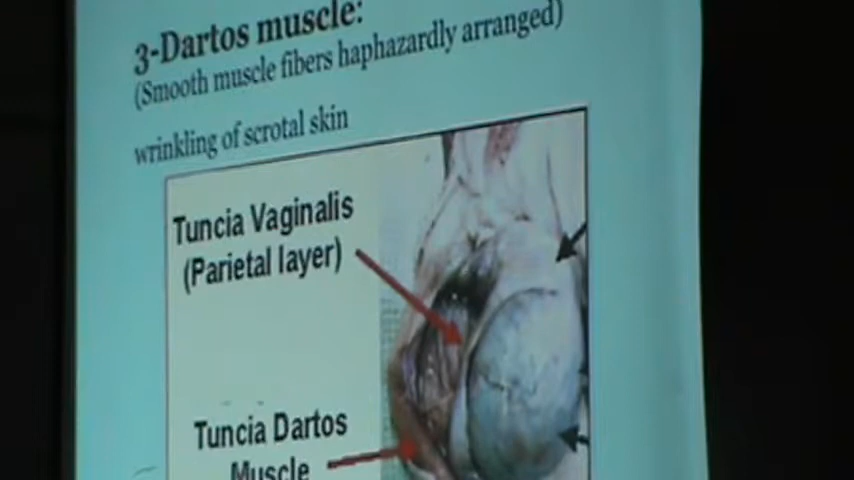 3-Dartos muscle:
(Smooth muscle fibers haphazardly arranged)
wrinkling of scrotal skin
Tuncia Vaginalis
(Parietal layer)
Tuncia Dartos
Muscle